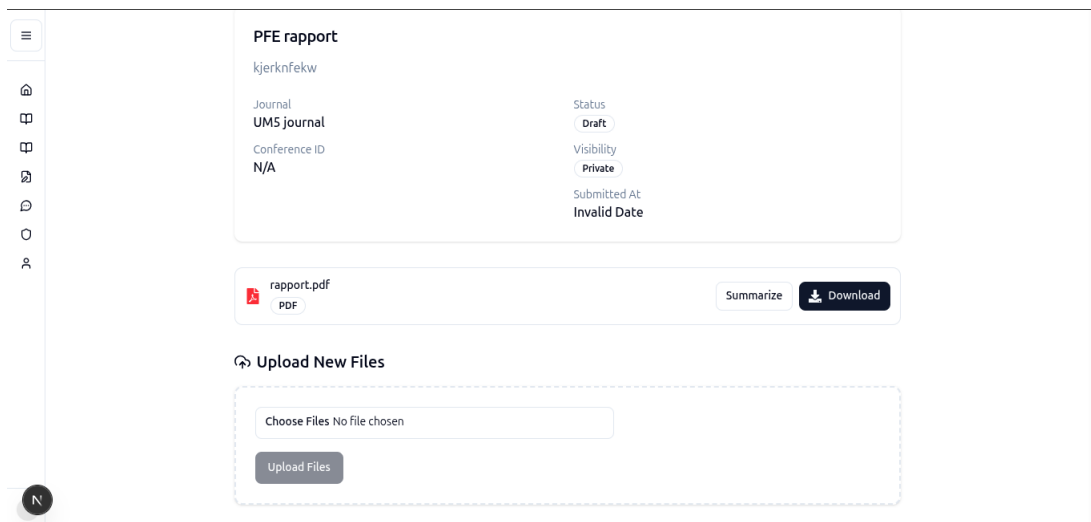 PFE rapport
kjerknfekw
Journal
UM5 journal
Conference ID
N/A
Status
Draft
Visibility
Private
Submitted At
Invalid Date
rapport.pdf
PDF
Summarize
Download
Upload New Files
Choose Files No file chosen
Upload Files
N